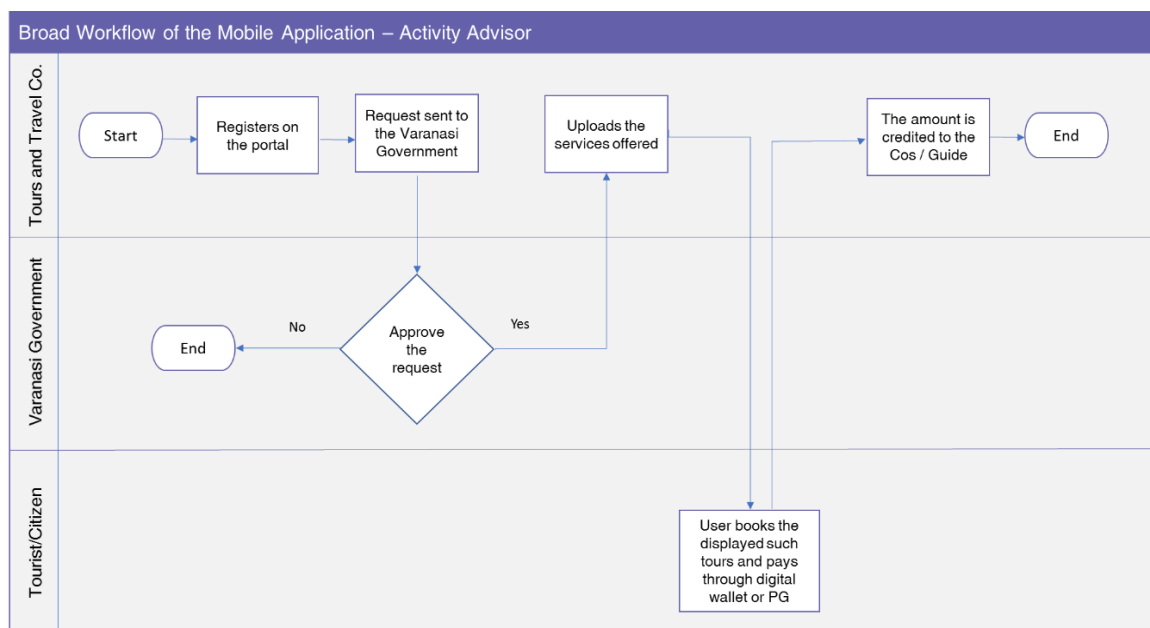 Broad Workflow of the Mobile Application – Activity Advisor
Tours and Travel Co.
Start
Registers on
the portal
Request sent to
the Varanasi
Government
Uploads the
services offered
The amount is
credited to the
Cos / Guide
End
Varanasi Government
End
No
Approve
the
request
Yes
Tourist/Citizen
User books the
displayed such
tours and pays
through digital
wallet or PG